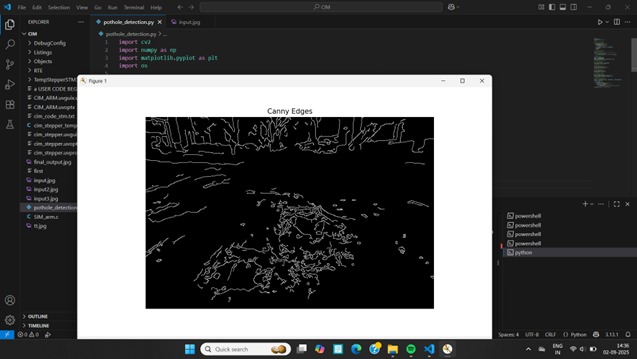 File Edit Selection View Go Run Terminal Help
CIM
EXPLORER
CIM
DebugConfig
Listings
Objects
RTE
TempStepperSTM
a USER CODE BEG
CIM_ARM.uvguix
CIM_ARM.uvoptx
cim_code_stm.txt
cim_stepper_temp
cim_stepper.uvgui
cim_stepper.uvopt
cim_stepper.uvpro
final_output.jpg
first
input.jpg
input2.jpg
input3.jpg
pothole_detection
SIM_arm.c
tt.jpg
OUTLINE
TIMELINE
pothole_detection.py
input.jpg
pothole_detection.py > ...
1 import cv2
2 import numpy as np
3 import matplotlib.pyplot as plt
4 import os
Figure 1
Canny Edges
powershell
powershell
powershell
powershell
python
0 0
Spaces: 4 UTF-8 CRLF Python 3.13.1
Quick search
ENG
IN
14:36
02-09-2025